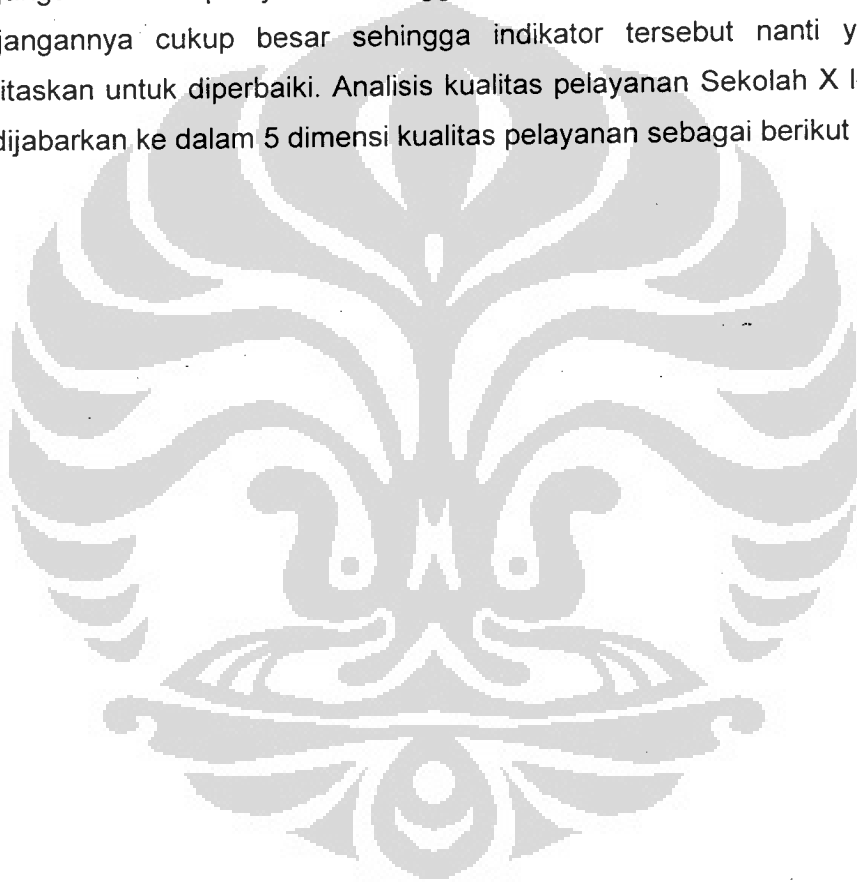 jangannya cukup besar sehingga indikator tersebut nanti y
itaskan untuk diperbaiki. Analisis kualitas pelayanan Sekolah X I
dijabarkan ke dalam 5 dimensi kualitas pelayanan sebagai berikut